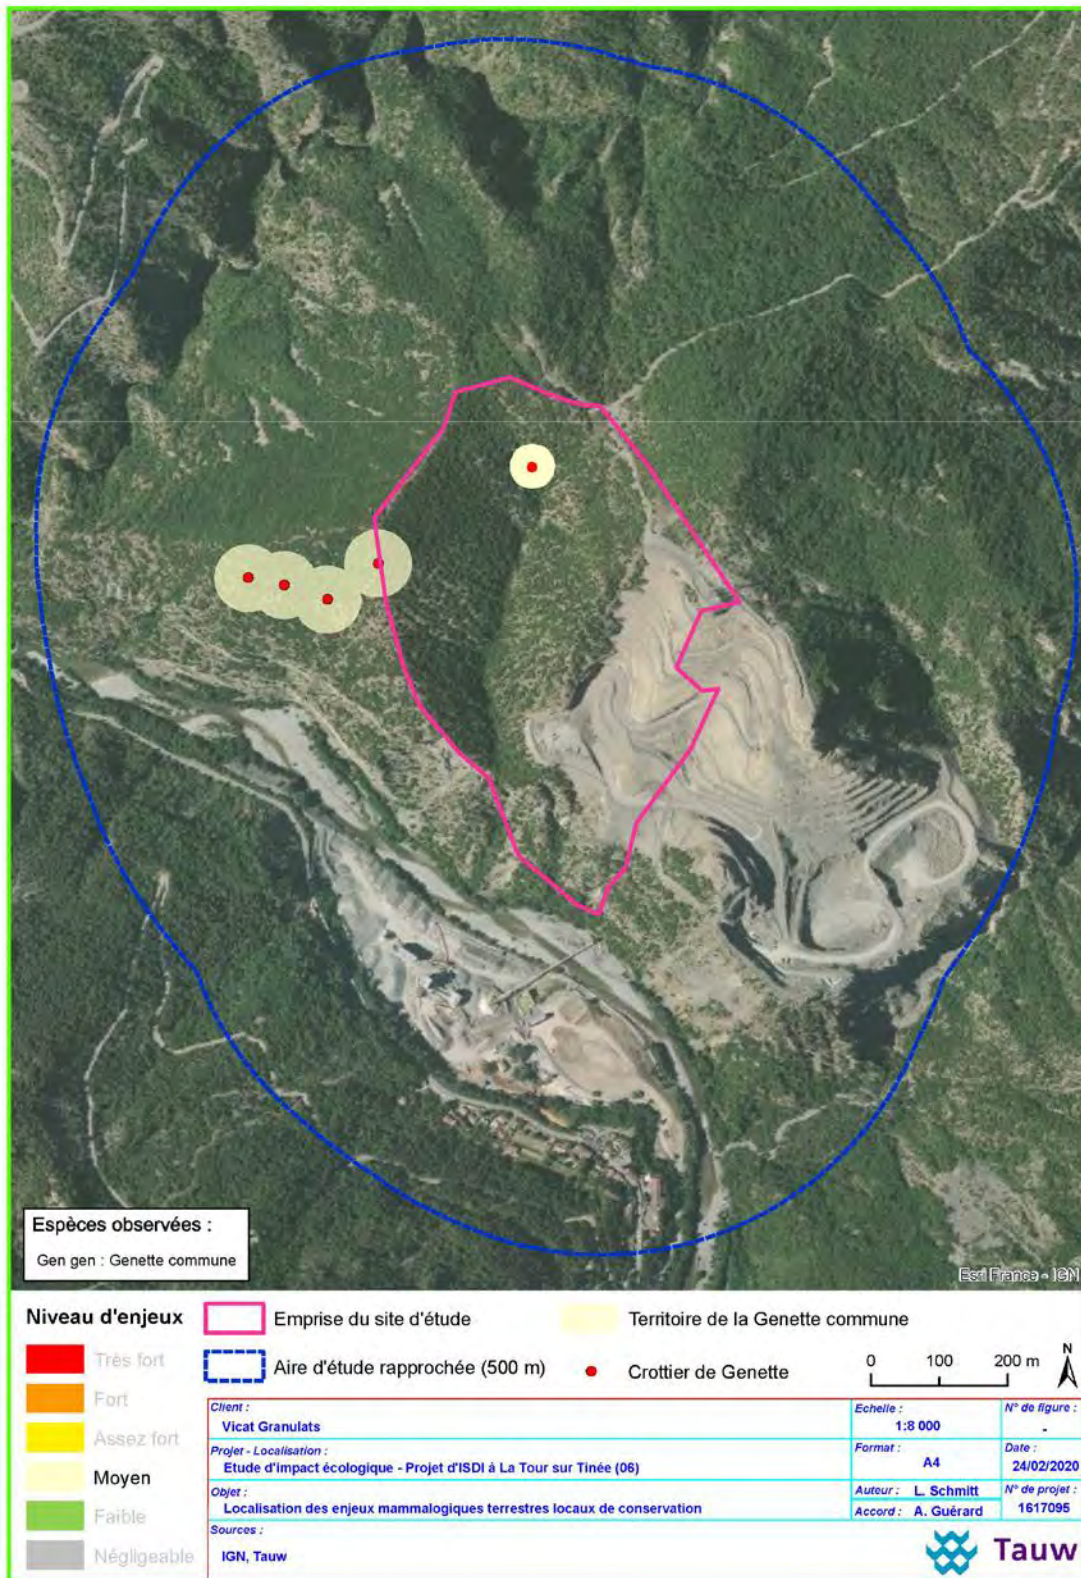 Espèces observées :
Gen gen : Genette commune
Esri France - IGN
Niveau d'enjeux
Très fort
Fort
Assez fort
Moyen
Faible
Négligeable
Emprise du site d'étude
Territoire de la Genette commune
Aire d'étude rapprochée (500 m)
Crottier de Genette
0 100 200 m
N
Client :
Vicat Granulats
Echelle :
1:8 000
N° de figure :
-
Projet - Localisation :
Etude d'impact écologique - Projet d'ISDI à La Tour sur Tinée (06)
Format :
A4
Date :
24/02/2020
Objet :
Localisation des enjeux mammalogiques terrestres locaux de conservation
Auteur : L. Schmitt
Accord : A. Guérard
N° de projet :
1617095
Sources :
IGN, Tauw
Tauw